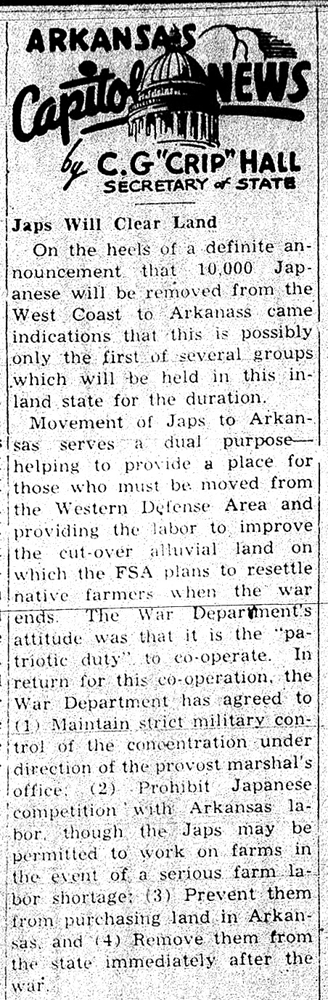 ARKANSAS
Capitol NEWS
by C.G "CRIP" HALL
SECRETARY of STATE
Japs Will Clear Land
On the heels of a definite an-
nouncement that 10,000 Jap-
anese will be removed from the
West Coast to Arkanass came
indications that this is possibly
only the first of several groups
which will be held in this in-
land state for the duration.
Movement of Japs to Arkan-
sas serves a dual purpose—
helping to provide a place for
those who must be moved from
the Western Defense Area and
providing the labor to improve
the cut-over alluvial land on
which the FSA plans to resettle
native farmers when the war
ends. The War Department's
attitude was that it is the "pa-
triotic duty" to co-operate. In
return for this co-operation, the
War Department has agreed to
(1) Maintain strict military con-
trol of the concentration under
direction of the provost marshal's
office; (2) Prohibit Japanese
competition with Arkansas la-
bor, though the Japs may be
permitted to work on farms in
the event of a serious farm la-
bor shortage; (3) Prevent them
from purchasing land in Arkan-
sas, and (4) Remove them from
the state immediately after the
war.